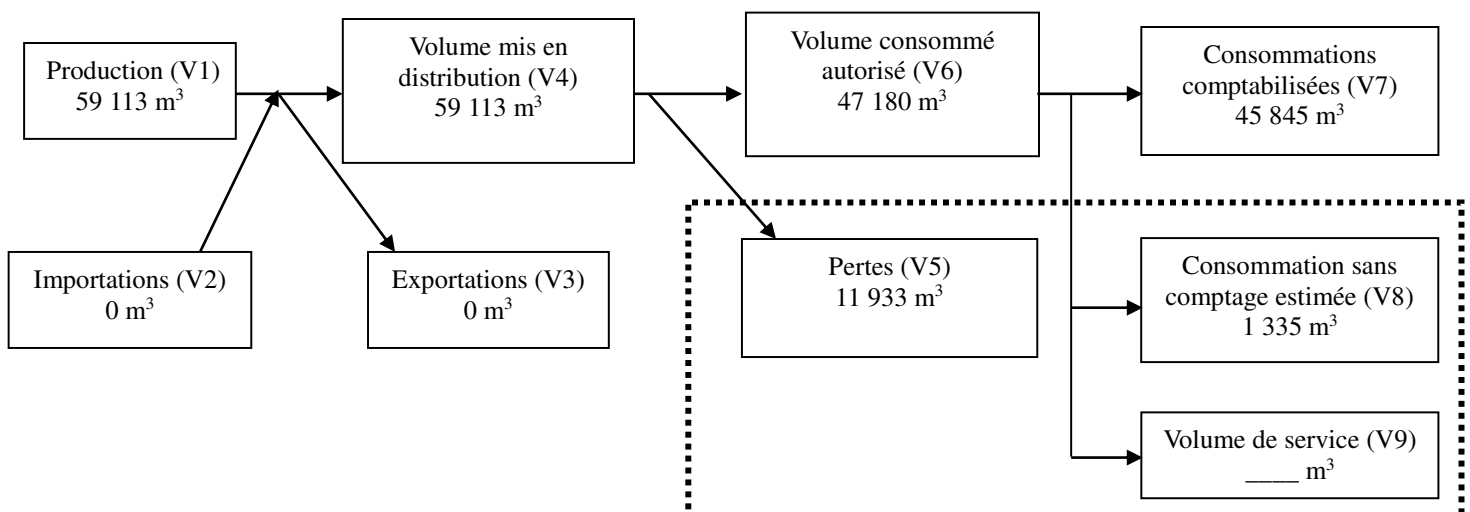 Production (V1)
59 113 m³
Volume mis en
distribution (V4)
59 113 m³
Volume consommé
autorisé (V6)
47 180 m³
Consommations
comptabilisées (V7)
45 845 m³
Importations (V2)
0 m³
Exportations (V3)
0 m³
Pertes (V5)
11 933 m³
Consommation sans
comptage estimée (V8)
1 335 m³
Volume de service (V9)
____ m³